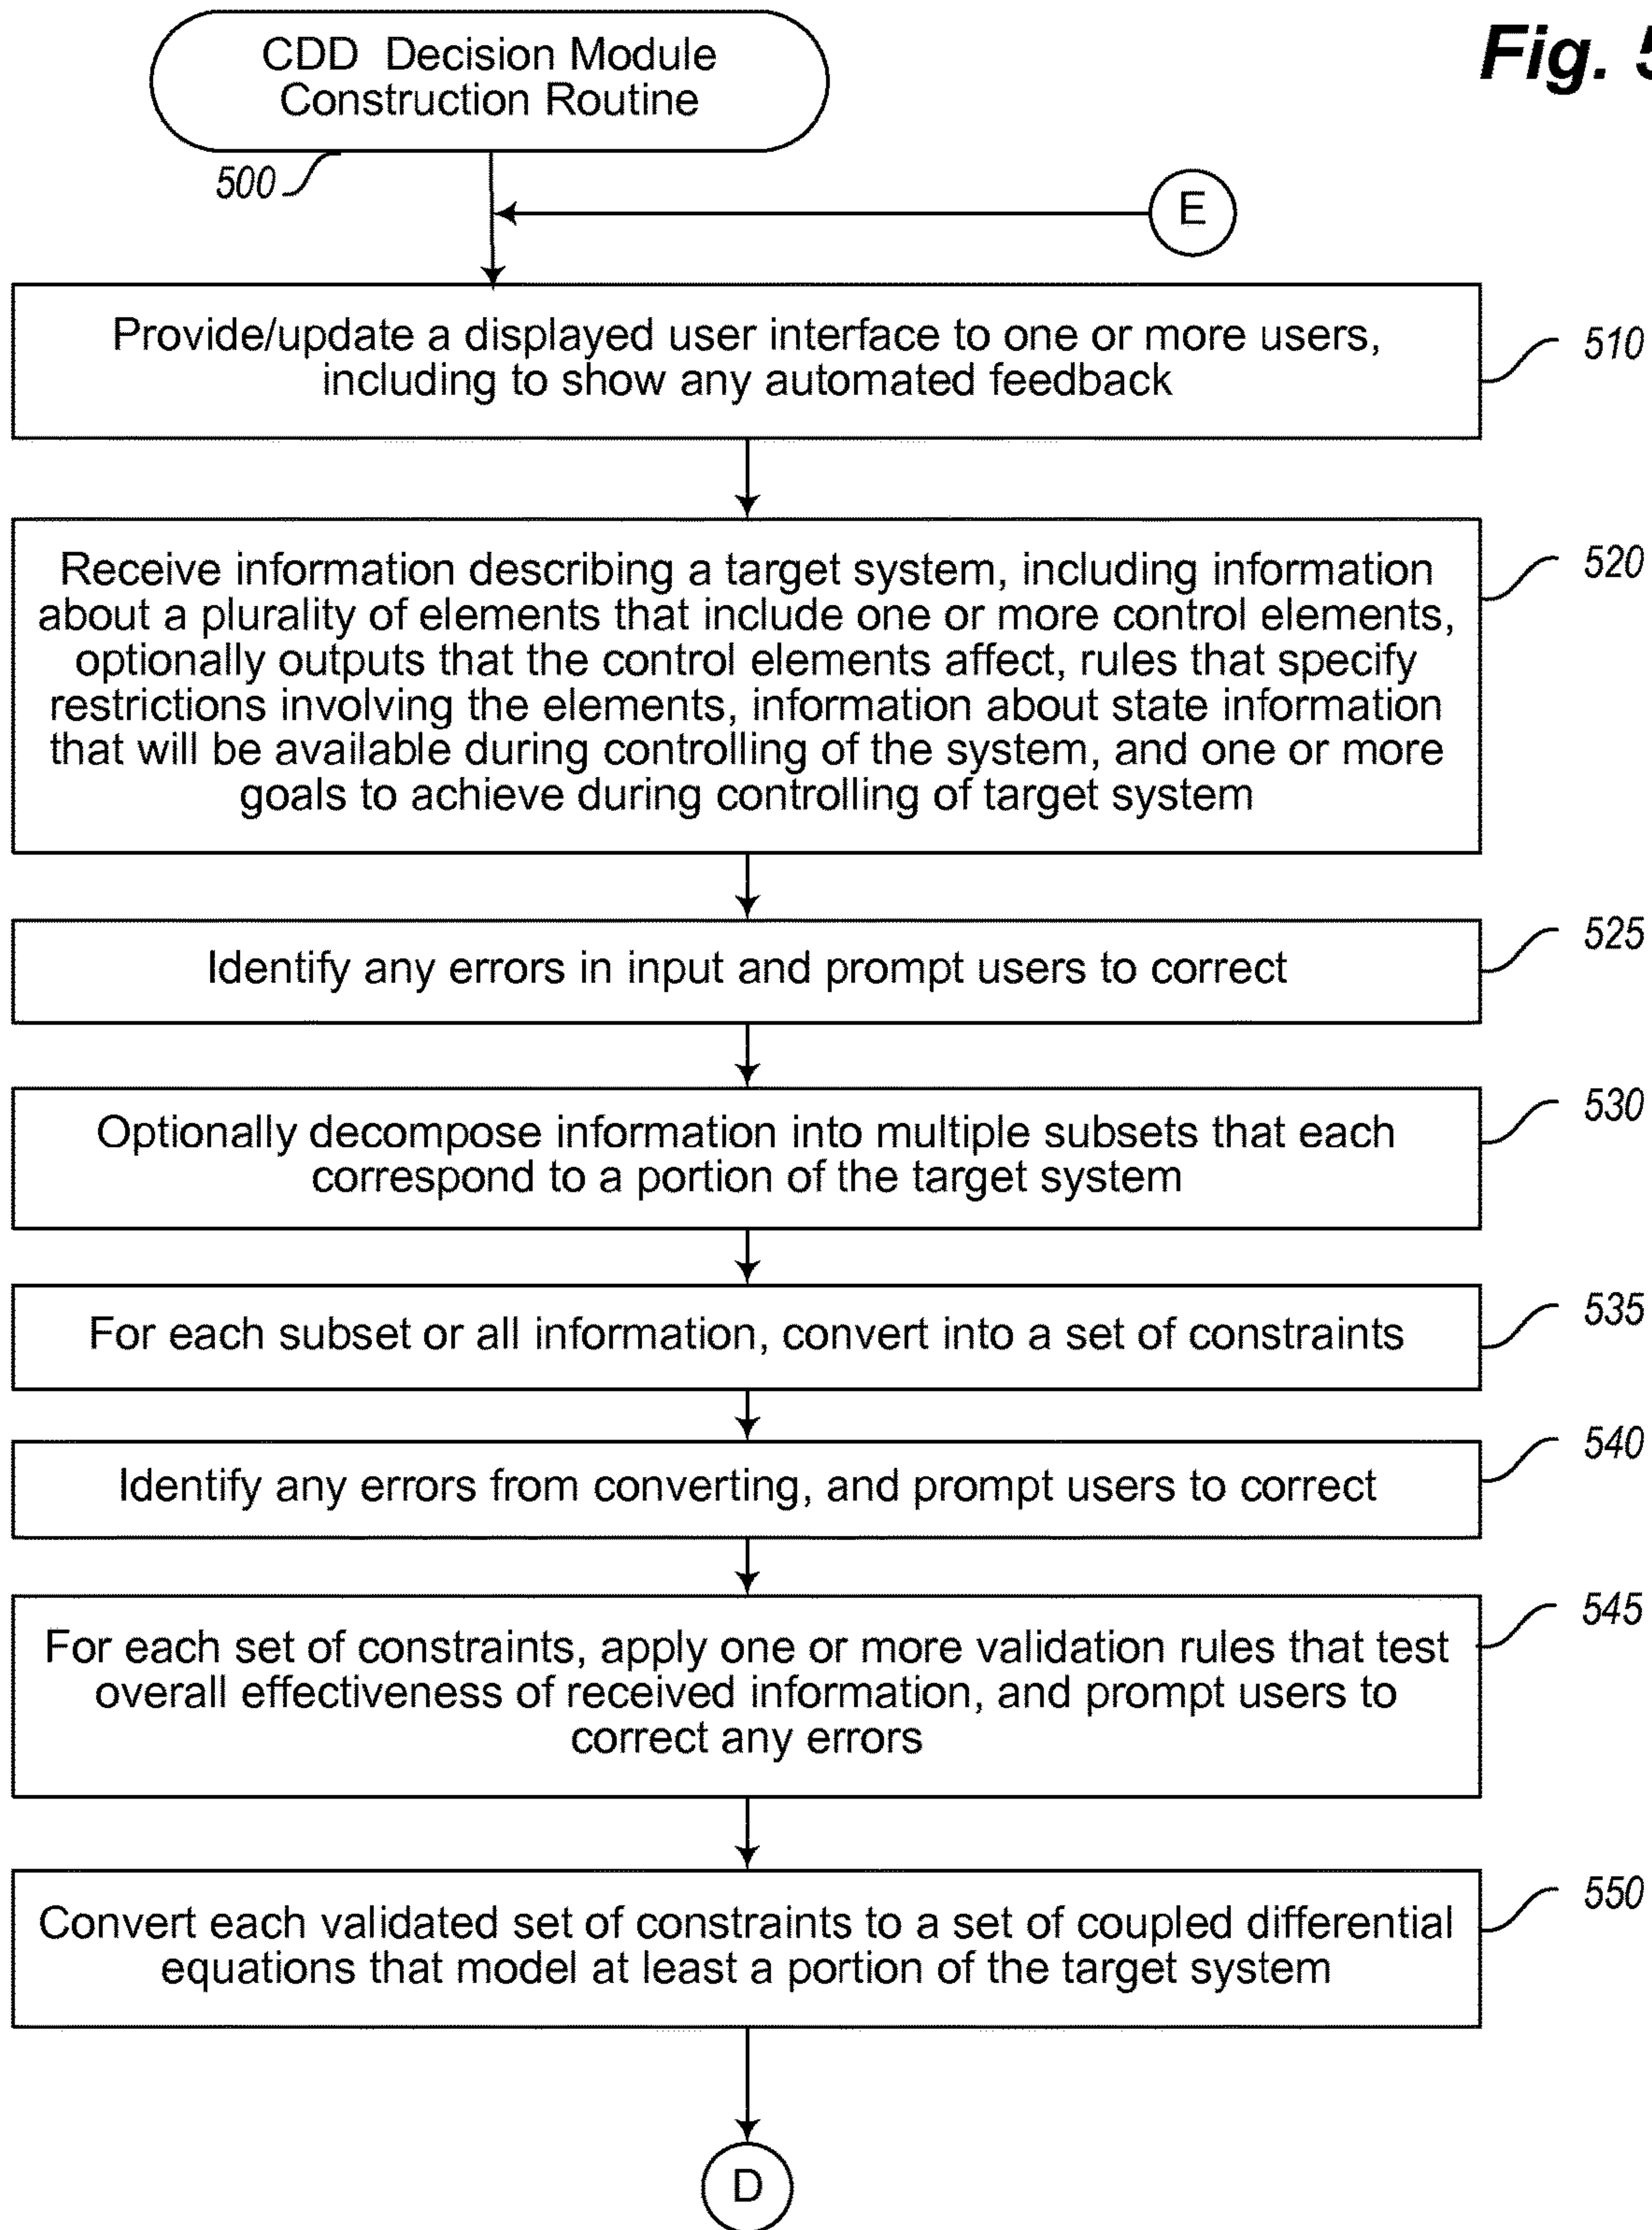 Fig. 5
CDD Decision Module
Construction Routine
500
E
Provide/update a displayed user interface to one or more users,
including to show any automated feedback
510
Receive information describing a target system, including information
about a plurality of elements that include one or more control elements,
optionally outputs that the control elements affect, rules that specify
restrictions involving the elements, information about state information
that will be available during controlling of the system, and one or more
goals to achieve during controlling of target system
520
Identify any errors in input and prompt users to correct
525
Optionally decompose information into multiple subsets that each
correspond to a portion of the target system
530
For each subset or all information, convert into a set of constraints
535
Identify any errors from converting, and prompt users to correct
540
For each set of constraints, apply one or more validation rules that test
overall effectiveness of received information, and prompt users to
correct any errors
545
Convert each validated set of constraints to a set of coupled differential
equations that model at least a portion of the target system
550
D